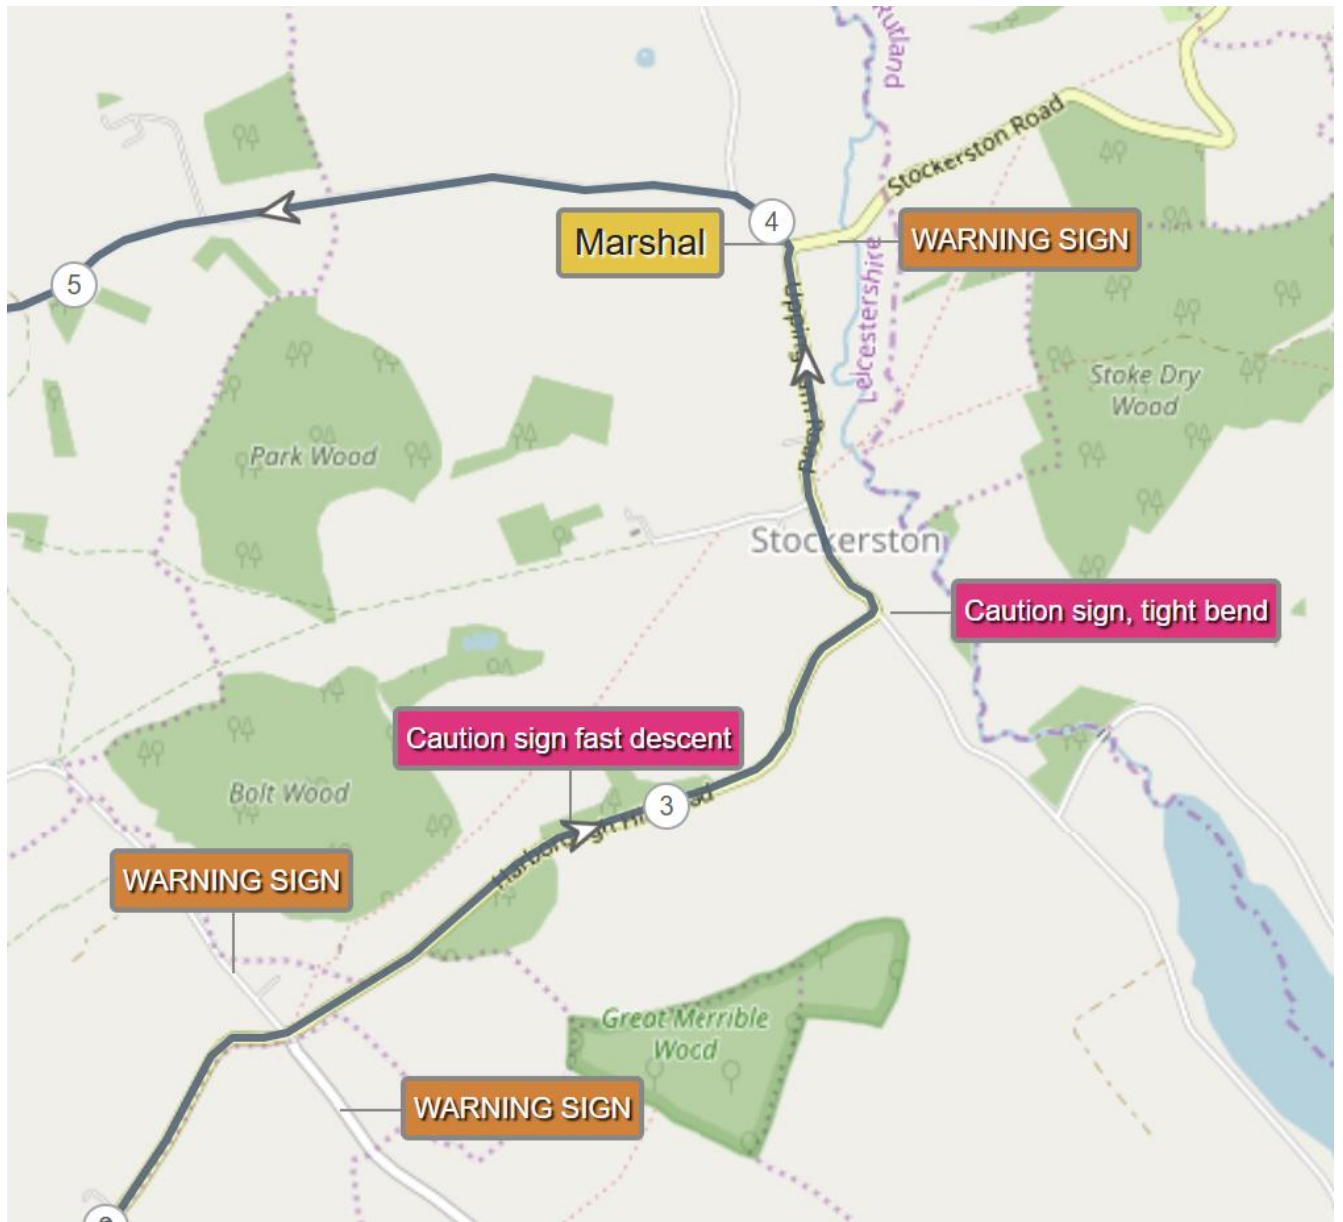 Rutland
Stockerston Road
4
Marshal
WARNING SIGN
5
Leicestershire
Stoke Dry
Wood
Park Wood
Road
Stockerston
Caution sign, tight bend
Caution sign fast descent
3
Bolt Wood
WARNING SIGN
Great Merrible
Wood
WARNING SIGN